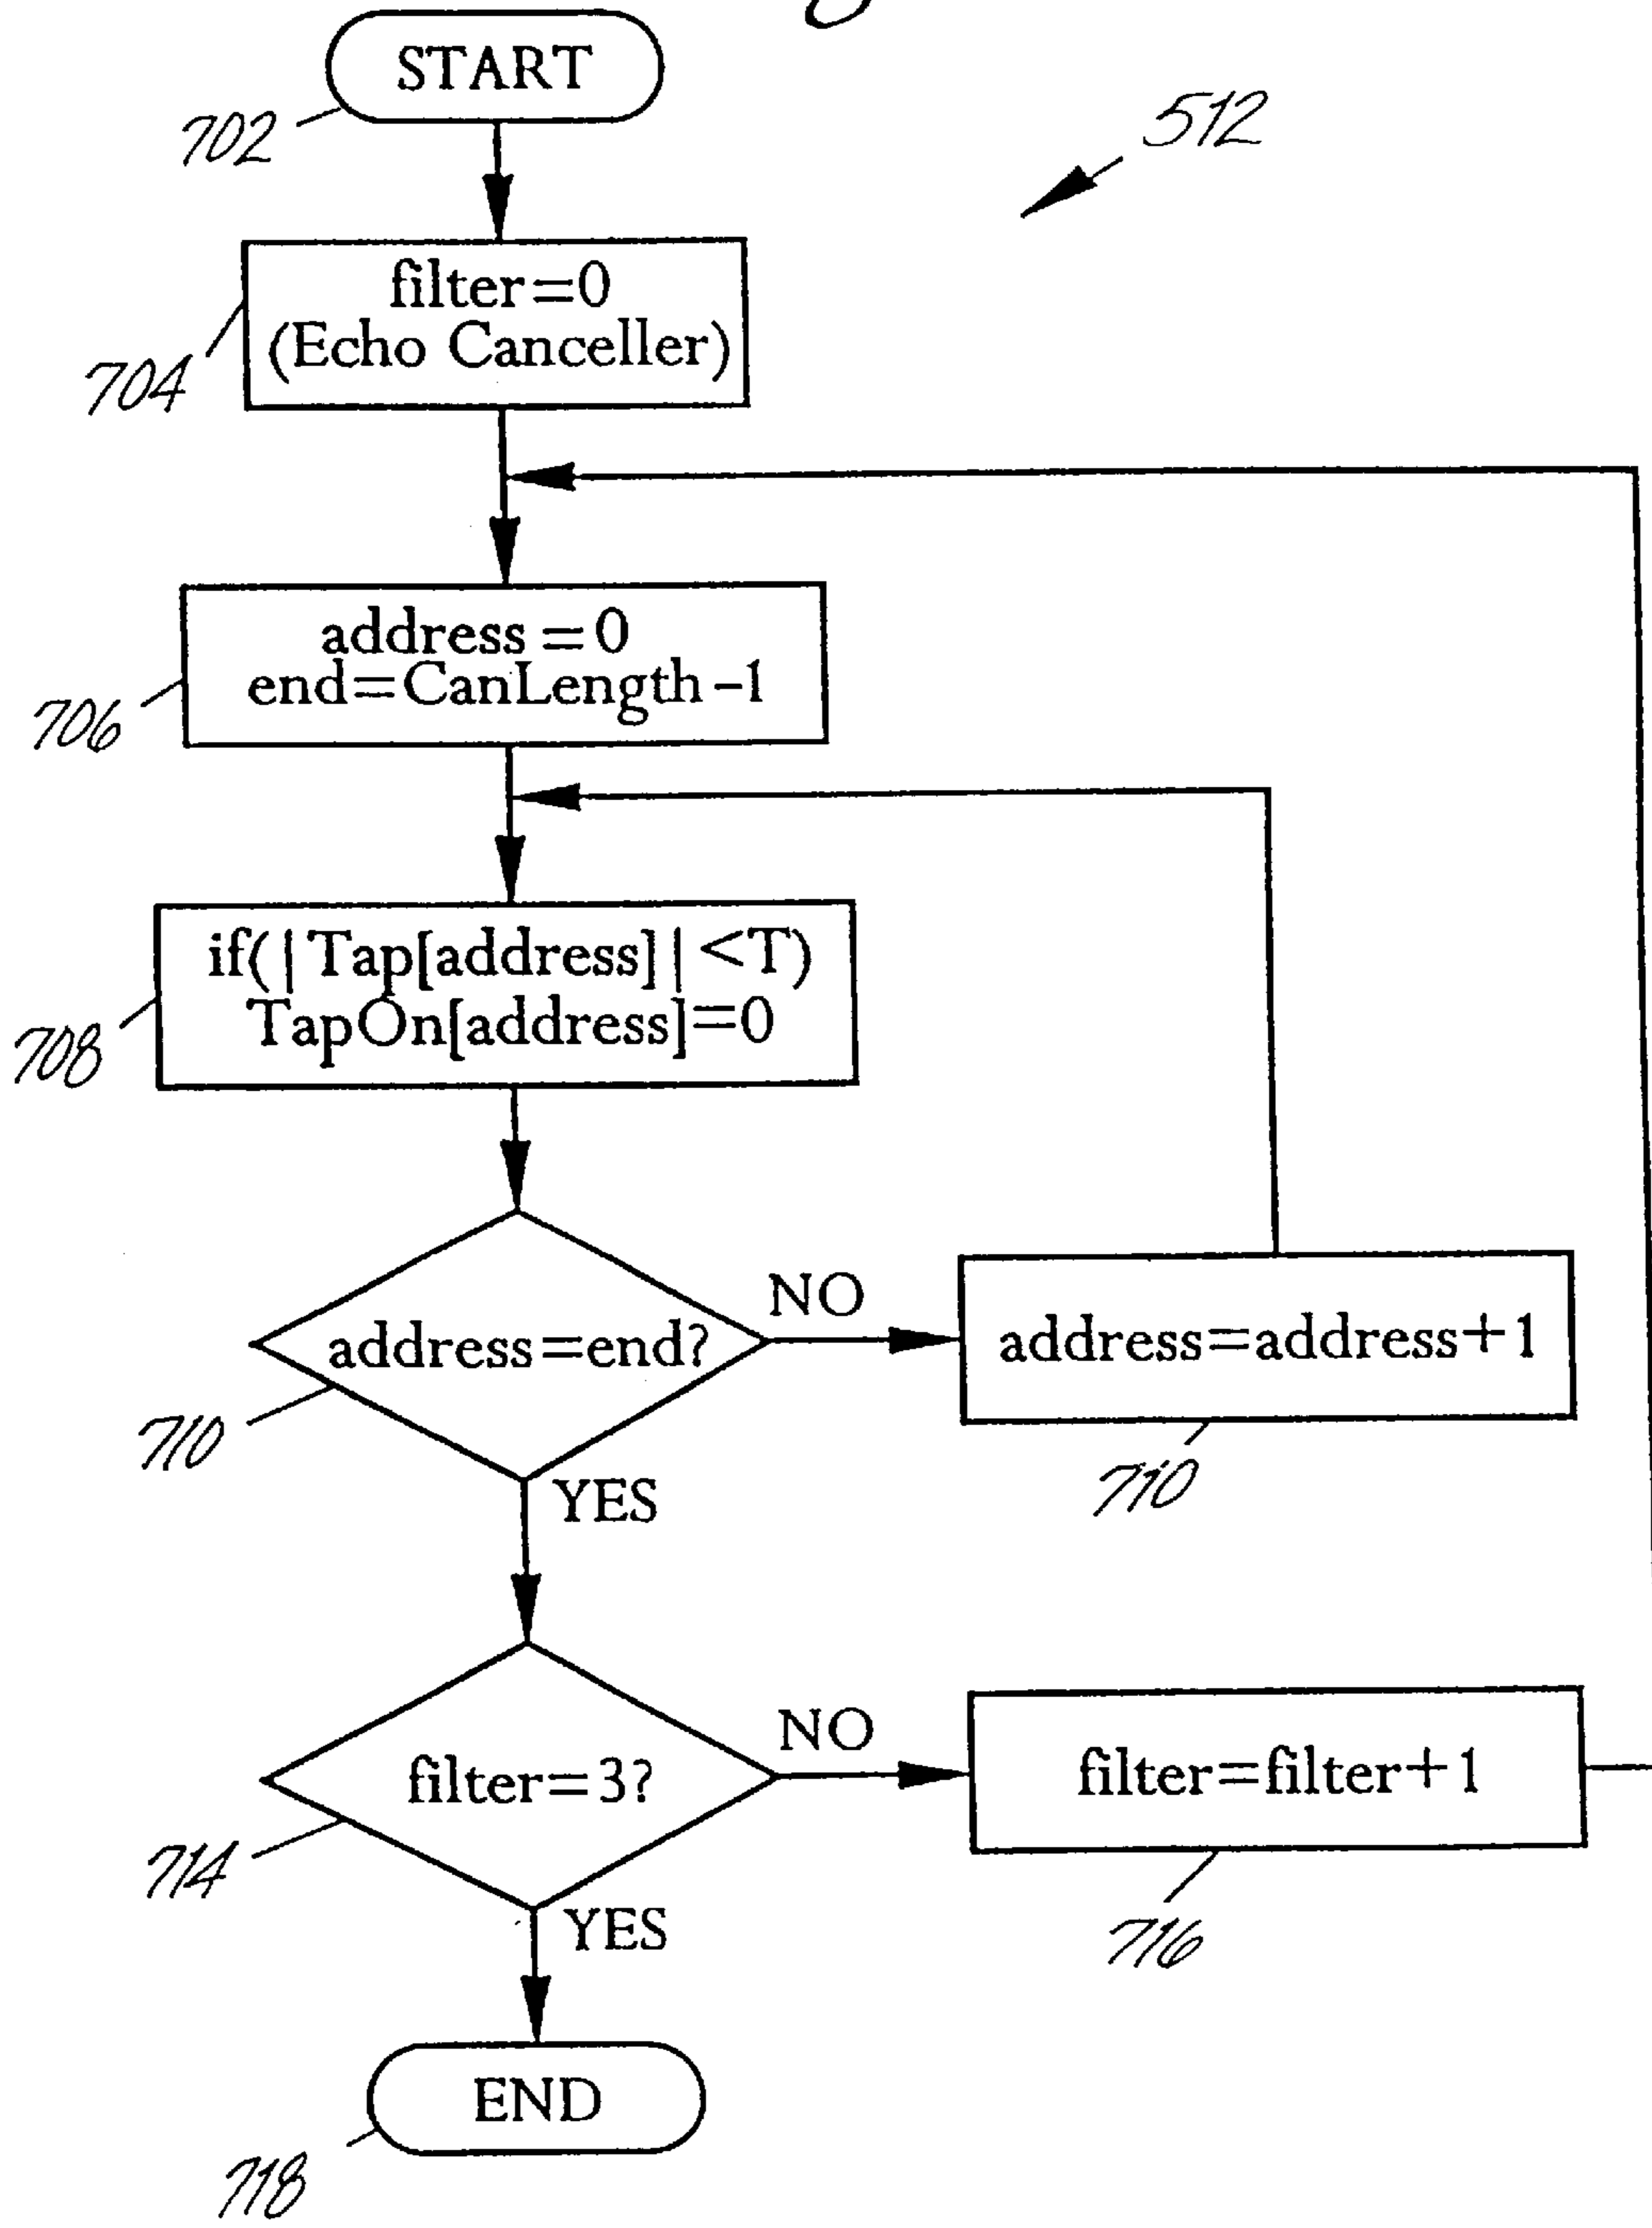 START
702
512
filter=0
(Echo Canceller)
704
address=0
end=CanLength-1
706
if(|Tap[address]|<T)
TapOn[address]=0
708
address=end?
NO
address=address+1
710
710
YES
filter=3?
NO
filter=filter+1
714
716
YES
END
718